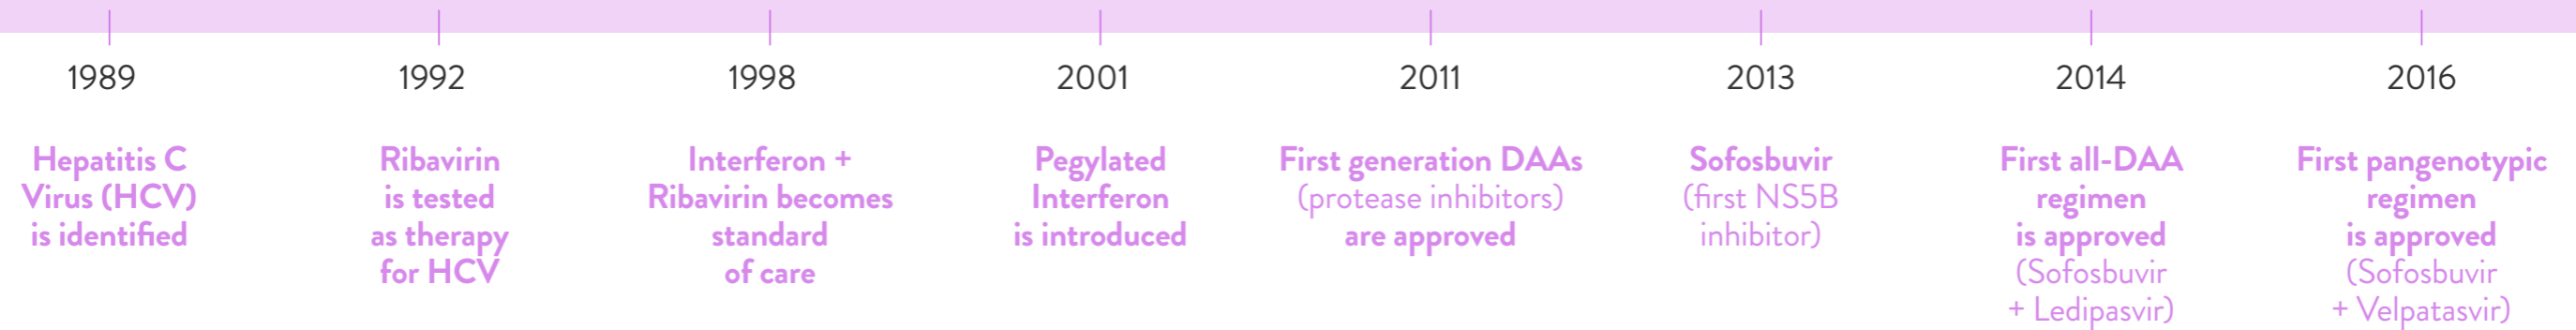 1989
Hepatitis C
Virus (HCV)
is identified
1992
Ribavirin
is tested
as therapy
for HCV
1998
Interferon +
Ribavirin becomes
standard
of care
2001
Pegylated
Interferon
is introduced
2011
First generation DAAs
(protease inhibitors)
are approved
2013
Sofosbuvir
(first NS5B
inhibitor)
2014
First all-DAA
regimen
is approved
(Sofosbuvir
+ Ledipasvir)
2016
First pangenotypic
regimen
is approved
(Sofosbuvir
+ Velpatasvir)